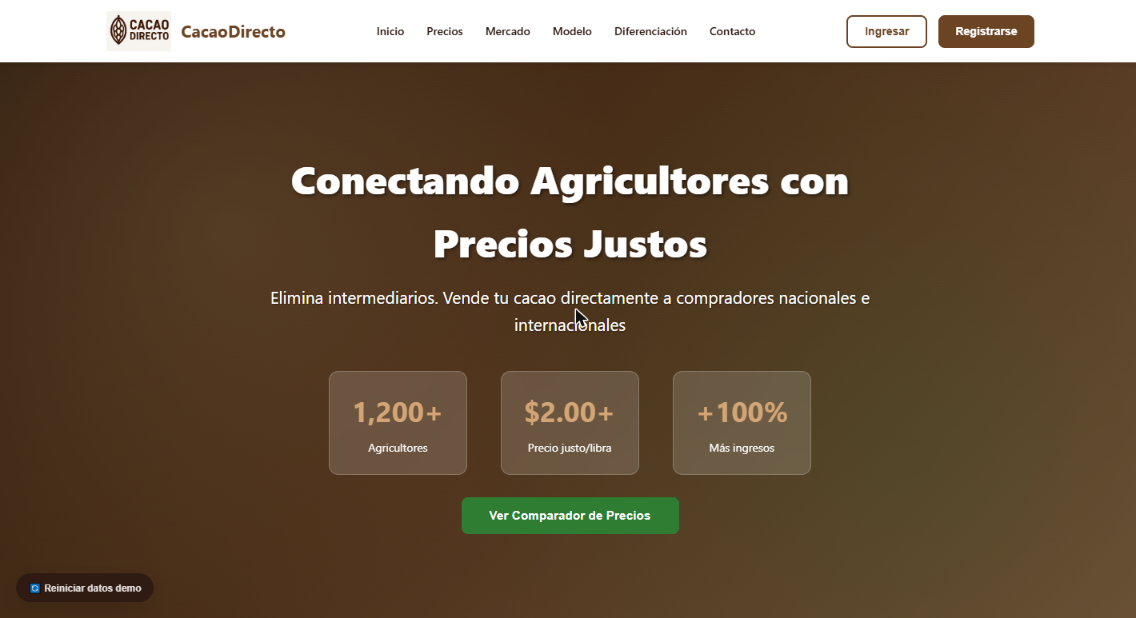 CACAO
DIRECTO
CacaoDirecto
Inicio
Precios
Mercado
Modelo
Diferenciación
Contacto
Ingresar
Registrarse
Conectando Agricultores con
Precios Justos
Elimina intermediarios. Vende tu cacao directamente a compradores nacionales e
internacionales
1,200+
Agricultores
$2.00+
Precio justo/libra
+100%
Más ingresos
Ver Comparador de Precios
Reiniciar datos demo